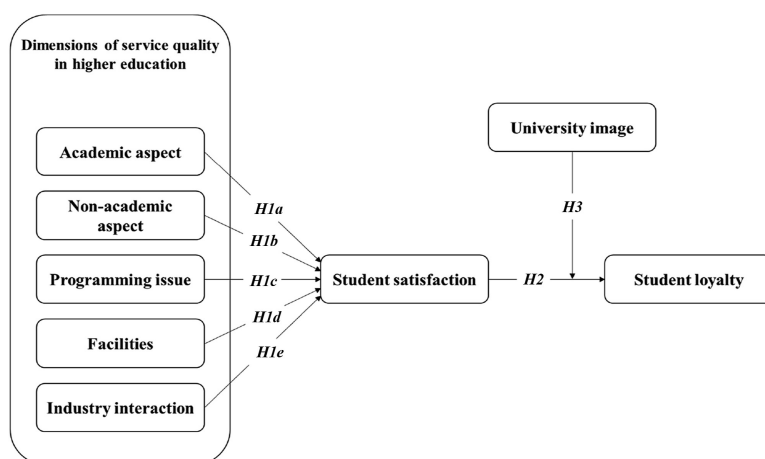 Dimensions of service quality
in higher education
Academic aspect
Non-academic
aspect
Programming issue
Facilities
Industry interaction
H1a
H1b
H1c
H1d
H1e
Student satisfaction
University image
H3
H2
Student loyalty